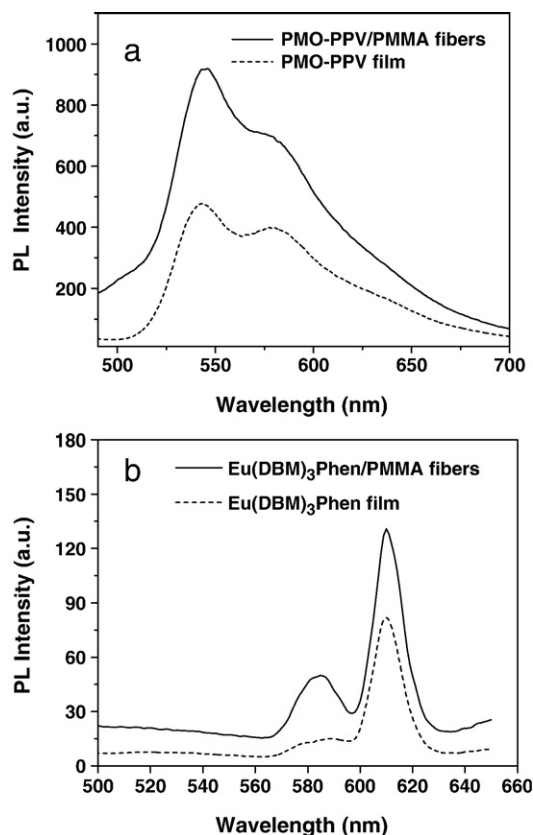 a
PMO-PPV/PMMA fibers
PMO-PPV film
PL Intensity (a.u.)
1000
800
600
400
200
500 550 600 650 700
Wavelength (nm)
b
Eu(DBM)₃Phen/PMMA fibers
Eu(DBM)₃Phen film
PL Intensity (a.u.)
180
150
120
90
60
30
0
500 520 540 560 580 600 620 640 660
Wavelength (nm)